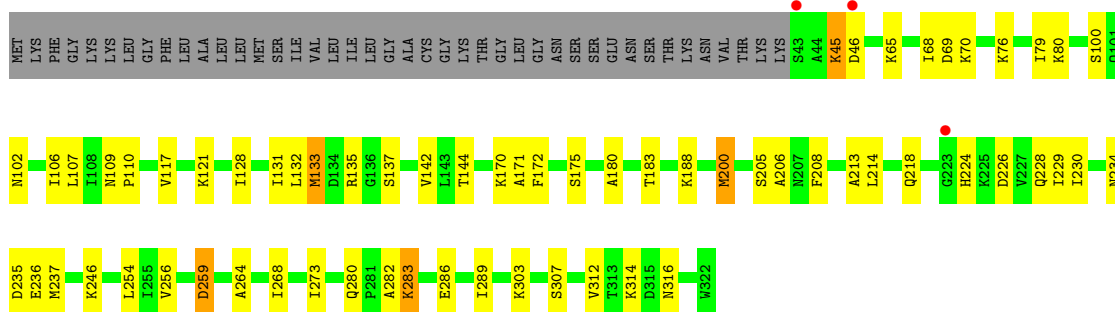 MET LYS PHE GLY LYS LYS LEU GLY PHE LEU ALA LEU LEU MET SER ILE VAL LEU ILE LEU GLY ALA CYS GLY LYS THR GLY LEU GLY ASN SER SER GLU ASN SER THR LYS ASN VAL THR LYS LYS S43 A44 K45 D46 K65 I68 D69 K70 K76 I79 K80 S100 Q101
N102 I106 L107 I108 N109 P110 V117 K121 I128 I131 L132 M133 D134 R135 G136 S137 V142 L143 T144 K170 A171 F172 S175 A180 T183 K188 M200 S205 A206 N207 F208 A213 L214 Q218 G223 H224 K225 D226 V227 Q228 I229 I230 N234
D235 E236 M237 K246 L254 I255 V256 D259 A264 I268 I273 Q280 P281 A282 K283 E286 I289 K303 S307 V312 T313 K314 D315 N316 W322